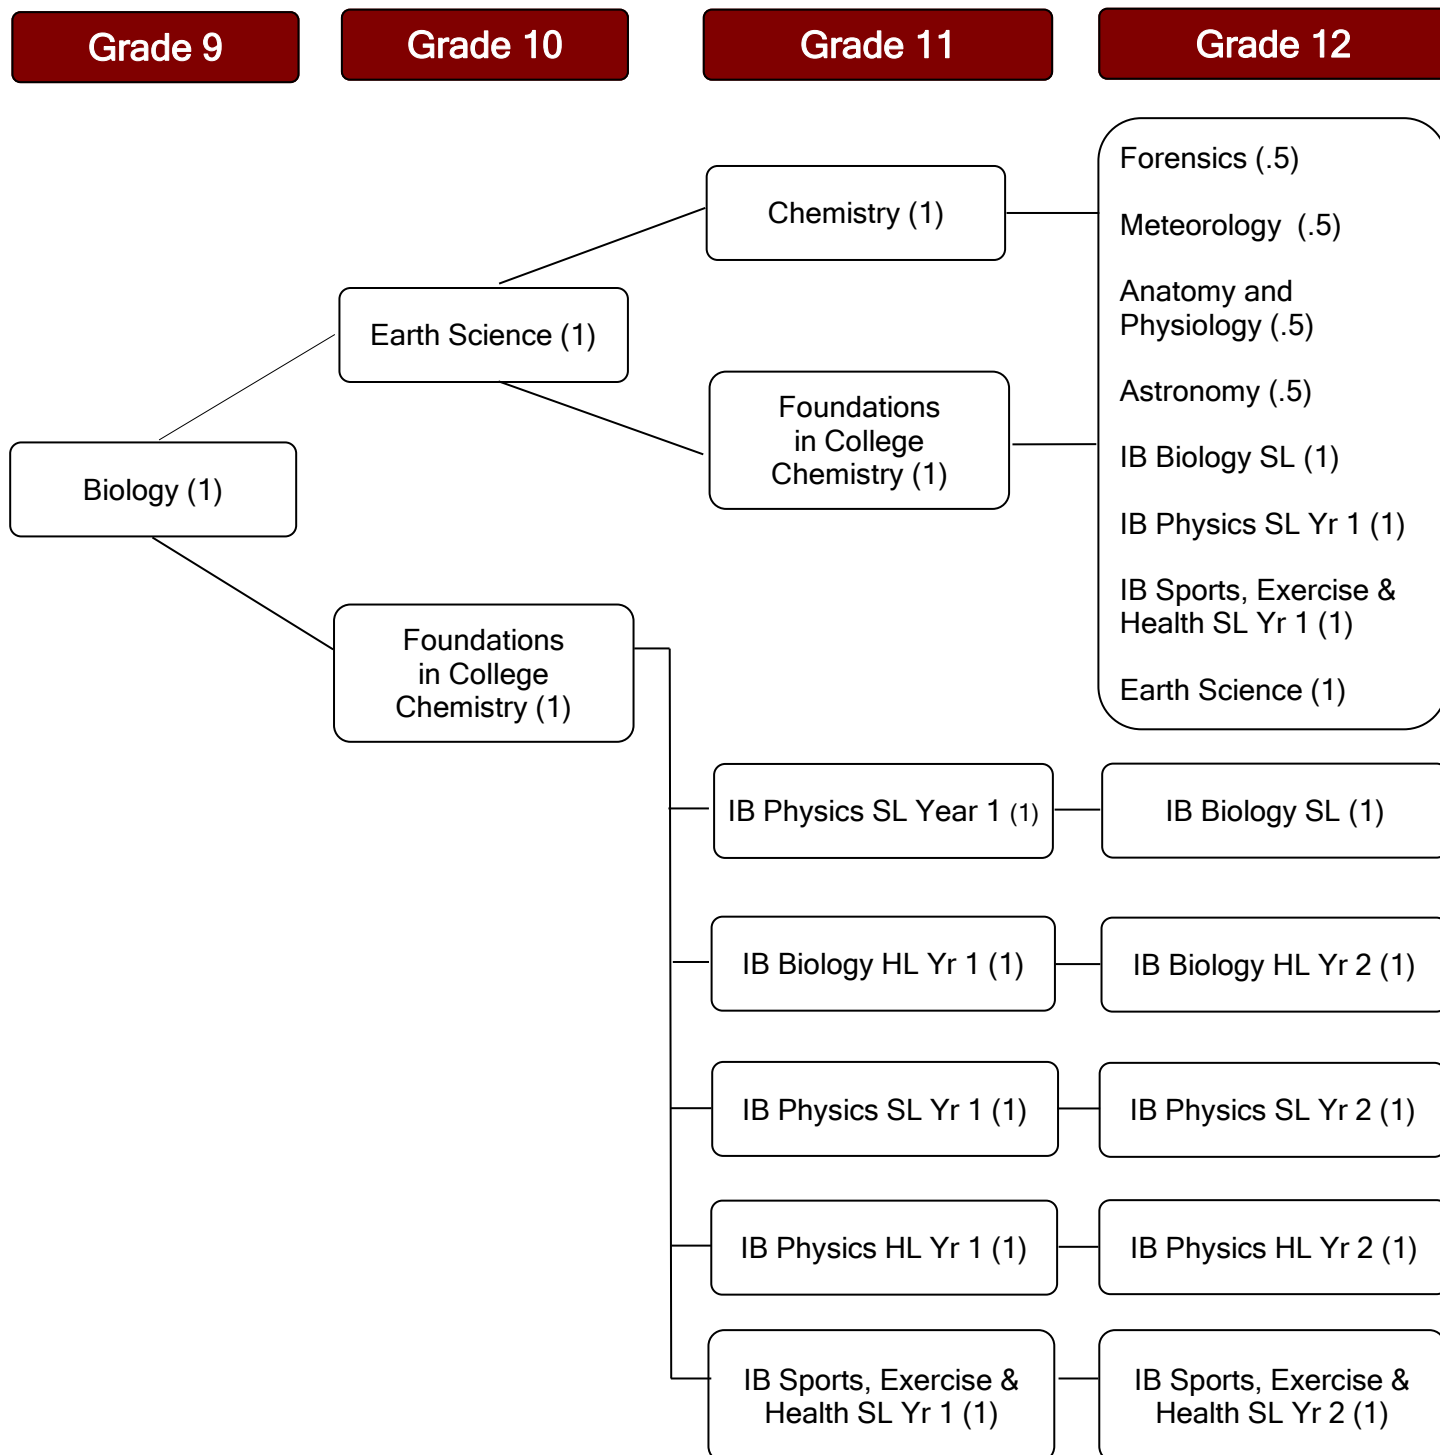 Grade 9
Grade 10
Grade 11
Grade 12
Biology (1)
Earth Science (1)
Foundations
in College
Chemistry (1)
Chemistry (1)
Foundations
in College
Chemistry (1)
Forensics (.5)
Meteorology (.5)
Anatomy and
Physiology (.5)
Astronomy (.5)
IB Biology SL (1)
IB Physics SL Yr 1 (1)
IB Sports, Exercise &
Health SL Yr 1 (1)
Earth Science (1)
IB Physics SL Year 1 (1)
IB Biology SL (1)
IB Biology HL Yr 1 (1)
IB Biology HL Yr 2 (1)
IB Physics SL Yr 1 (1)
IB Physics SL Yr 2 (1)
IB Physics HL Yr 1 (1)
IB Physics HL Yr 2 (1)
IB Sports, Exercise &
Health SL Yr 1 (1)
IB Sports, Exercise &
Health SL Yr 2 (1)